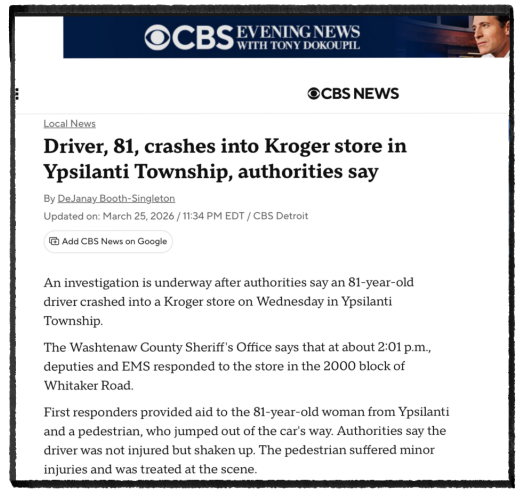 CBS EVENING NEWS
WITH TONY DOKOUPIL
CBS NEWS
Local News
Driver, 81, crashes into Kroger store in
Ypsilanti Township, authorities say
By DeJanay Booth-Singleton
Updated on: March 25, 2026 / 11:34 PM EDT / CBS Detroit
Add CBS News on Google
An investigation is underway after authorities say an 81-year-old
driver crashed into a Kroger store on Wednesday in Ypsilanti
Township.
The Washtenaw County Sheriff's Office says that at about 2:01 p.m.,
deputies and EMS responded to the store in the 2000 block of
Whitaker Road.
First responders provided aid to the 81-year-old woman from Ypsilanti
and a pedestrian, who jumped out of the car's way. Authorities say the
driver was not injured but shaken up. The pedestrian suffered minor
injuries and was treated at the scene.